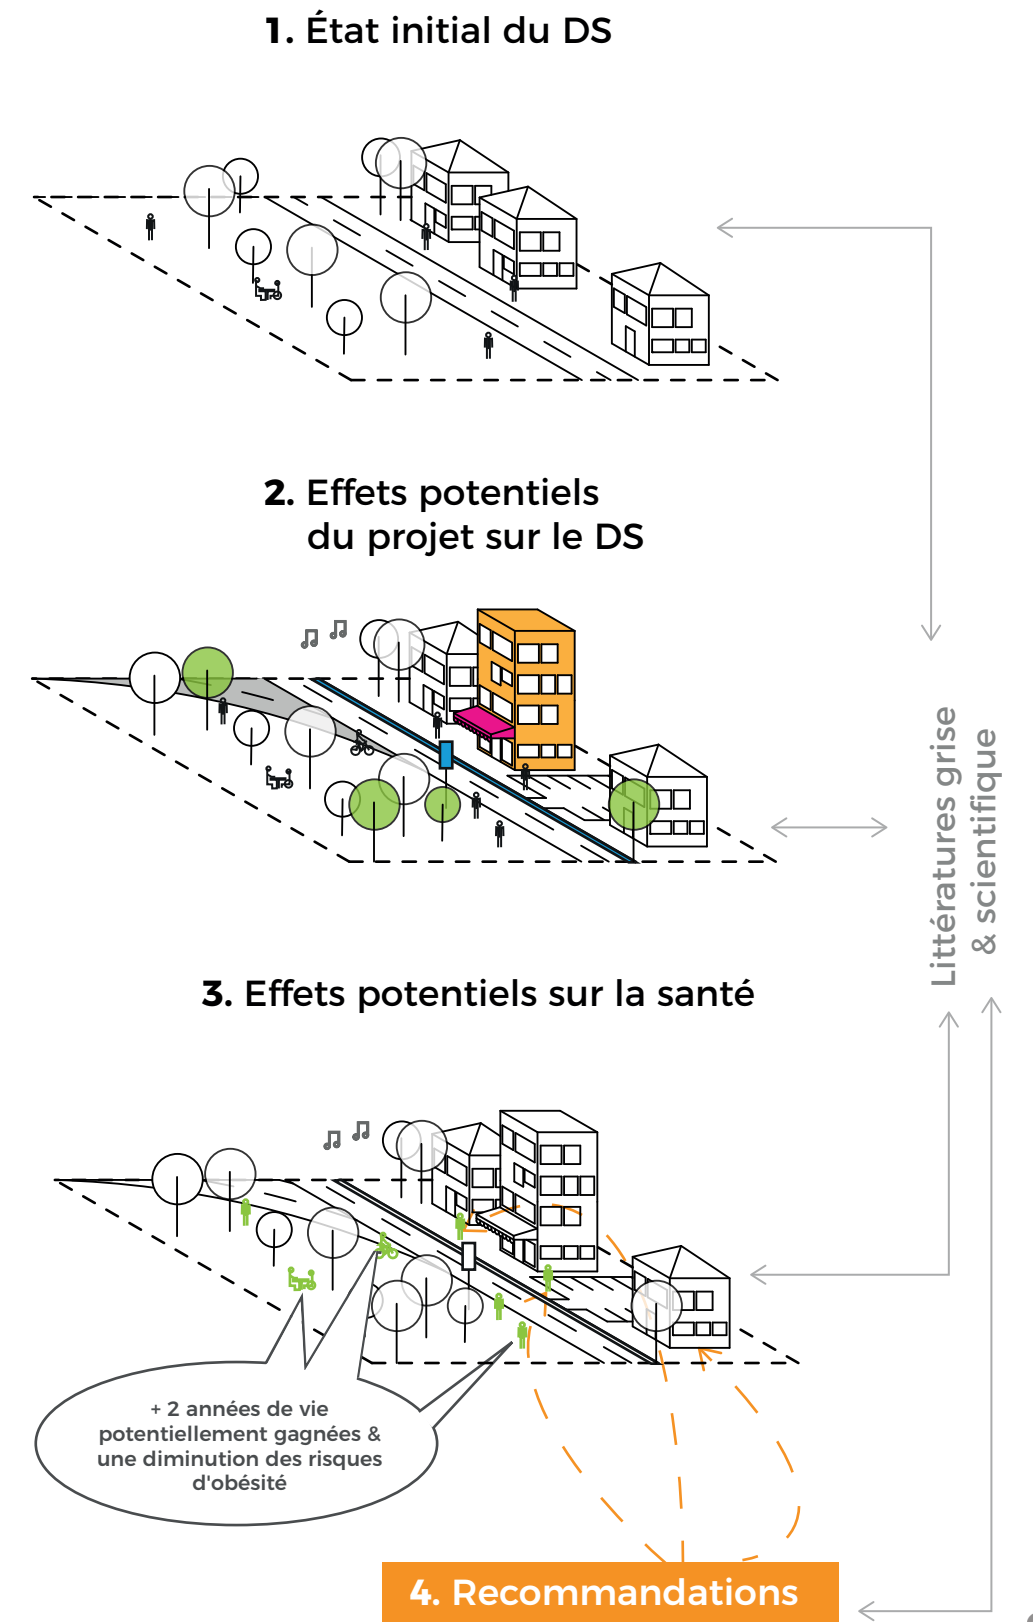 1. État initial du DS
2. Effets potentiels
du projet sur le DS
Littératures grise
& scientifique
3. Effets potentiels sur la santé
+ 2 années de vie
potentiellement gagnées &
une diminution des risques
d'obésité
4. Recommandations